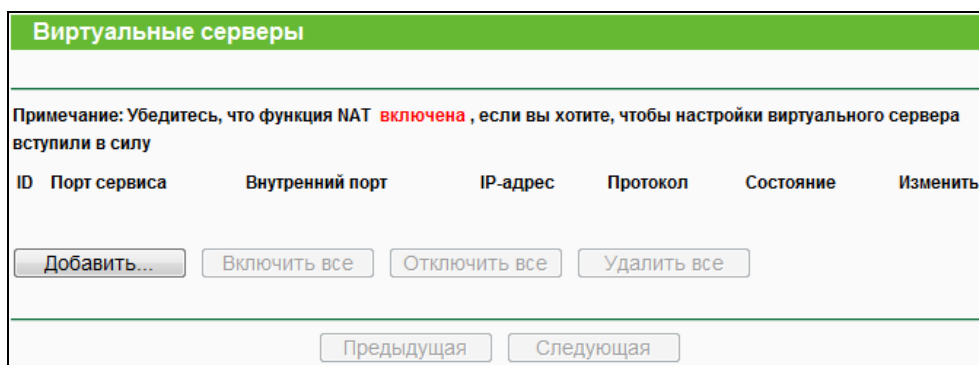 Виртуальные серверы
Примечание: Убедитесь, что функция NAT включена , если вы хотите, чтобы настройки виртуального сервера
вступили в силу
ID Порт сервиса Внутренний порт IP-адрес Протокол Состояние Изменить
Добавить... Включить все Отключить все Удалить все
Предыдущая Следующая